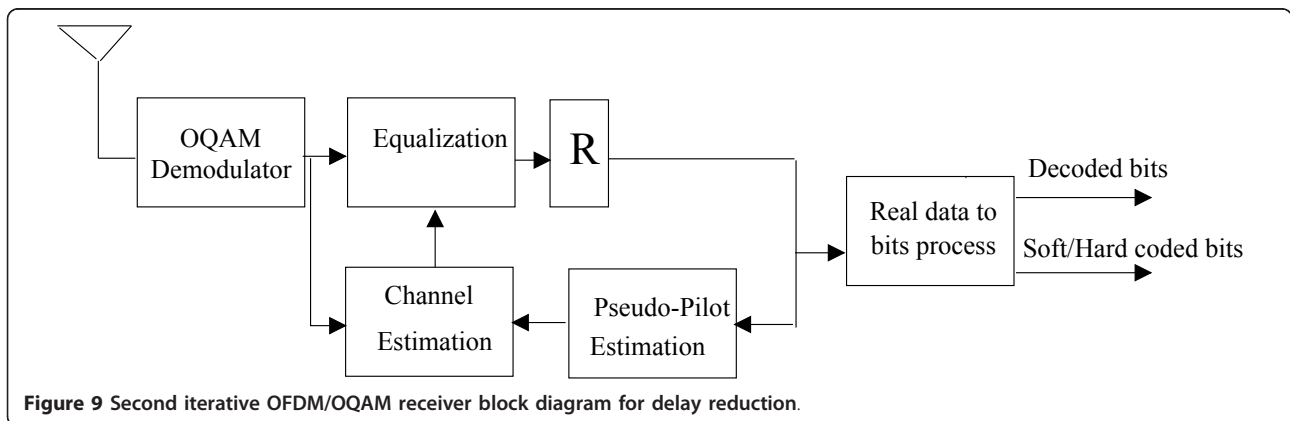 OQAM
Demodulator
Equalization
R
Real data to
bits process
Decoded bits
Soft/Hard coded bits
Channel
Estimation
Pseudo-Pilot
Estimation
Figure 9 Second iterative OFDM/OQAM receiver block diagram for delay reduction.